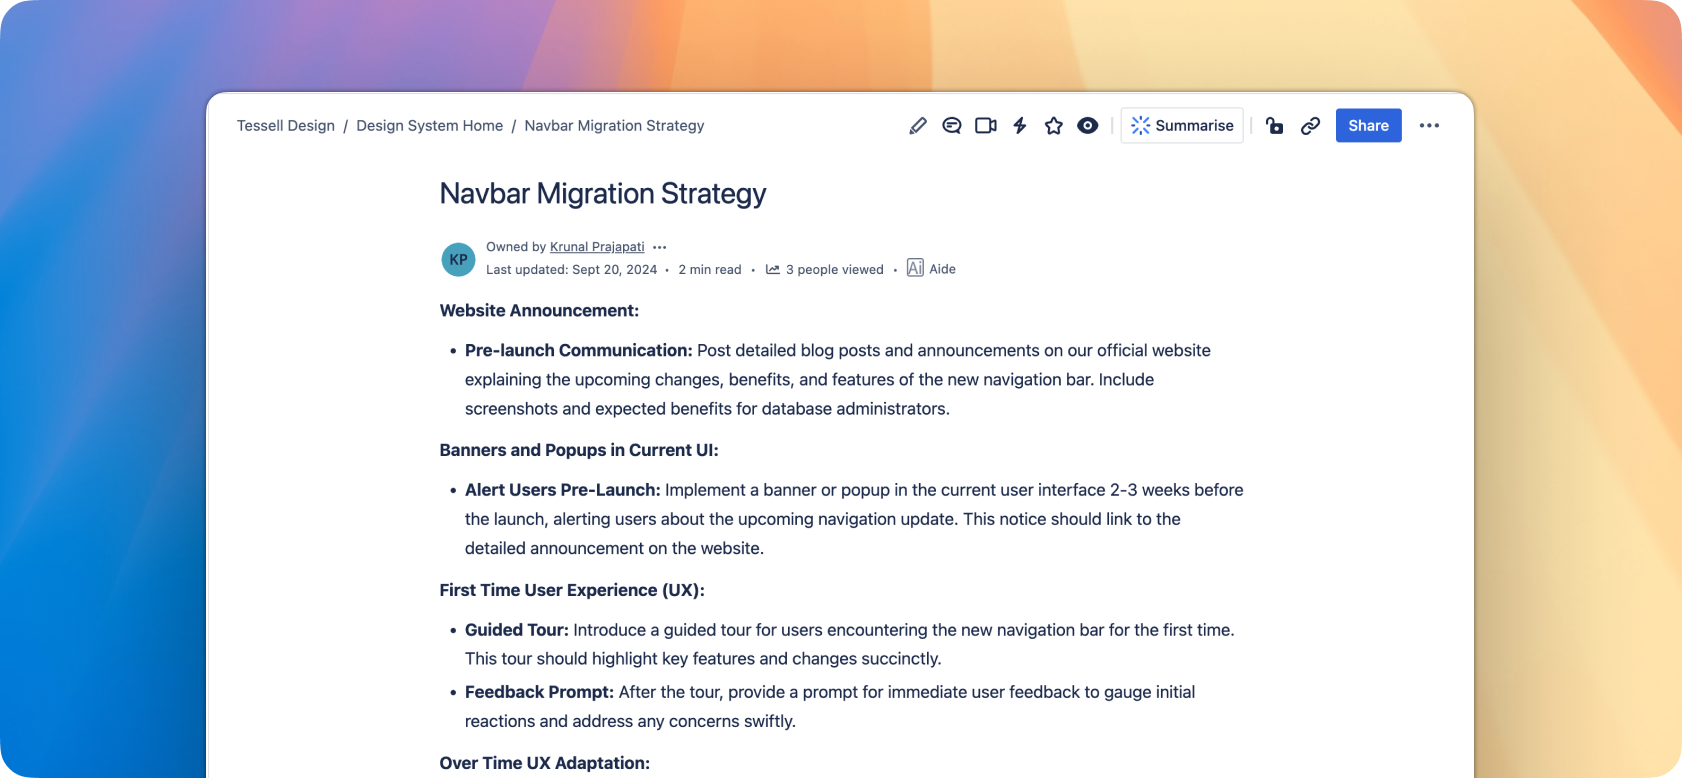 Tessell Design / Design System Home / Navbar Migration Strategy
Summarise
Share
Navbar Migration Strategy
KP
Owned by Krunal Prajapati
Last updated: Sept 20, 2024 • 2 min read • 3 people viewed • Ai Aide
Website Announcement:
• Pre-launch Communication: Post detailed blog posts and announcements on our official website
explaining the upcoming changes, benefits, and features of the new navigation bar. Include
screenshots and expected benefits for database administrators.
Banners and Popups in Current UI:
• Alert Users Pre-Launch: Implement a banner or popup in the current user interface 2-3 weeks before
the launch, alerting users about the upcoming navigation update. This notice should link to the
detailed announcement on the website.
First Time User Experience (UX):
• Guided Tour: Introduce a guided tour for users encountering the new navigation bar for the first time.
This tour should highlight key features and changes succinctly.
• Feedback Prompt: After the tour, provide a prompt for immediate user feedback to gauge initial
reactions and address any concerns swiftly.
Over Time UX Adaptation: